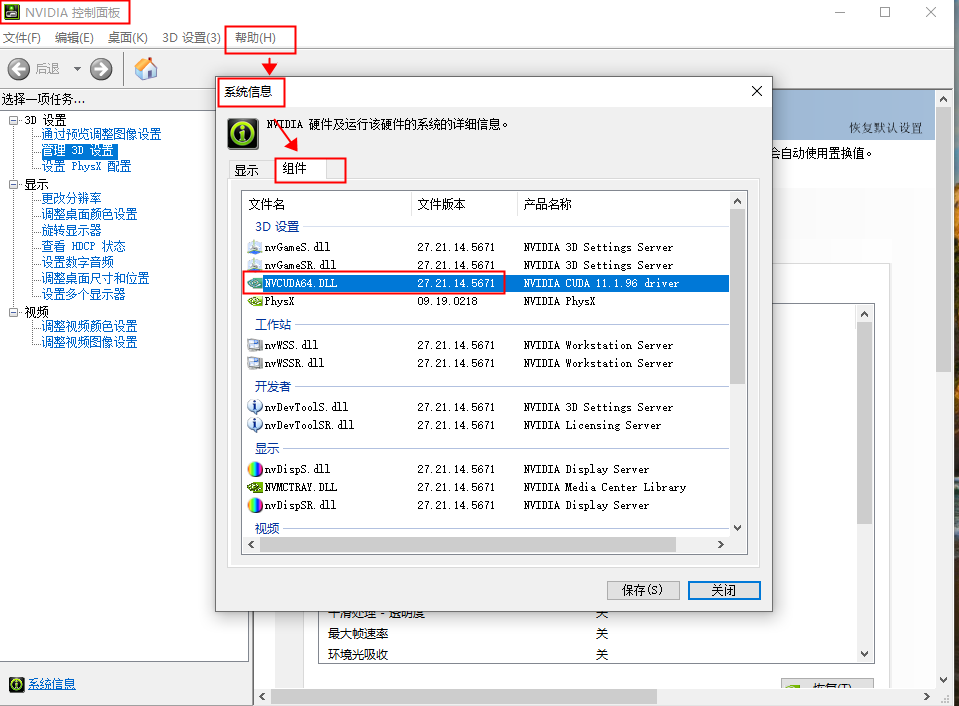 NVIDIA 控制面板
文件(F) 编辑(E) 桌面(K) 3D 设置(3) 帮助(H)
后退
选择一项任务...
3D 设置
通过预览调整图像设置
管理 3D 设置
设置 PhysX 配置
显示
更改分辨率
调整桌面颜色设置
旋转显示器
查看 HDCP 状态
设置数字音频
调整桌面尺寸和位置
设置多个显示器
视频
调整视频颜色设置
调整视频图像设置
系统信息
恢复默认设置
会自动使用置换值。
系统信息
NVIDIA 硬件及运行该硬件的系统的详细信息。
显示 组件
文件名 文件版本 产品名称
3D 设置
nvGameS.dll 27.21.14.5671 NVIDIA 3D Settings Server
nvGameSR.dll 27.21.14.5671 NVIDIA 3D Settings Server
NVCUDA64.DLL 27.21.14.5671 NVIDIA CUDA 11.1.96 driver
PhysX 09.19.0218 NVIDIA PhysX
工作站
nvWSS.dll 27.21.14.5671 NVIDIA Workstation Server
nvWSSR.dll 27.21.14.5671 NVIDIA Workstation Server
开发者
nvDevToolS.dll 27.21.14.5671 NVIDIA 3D Settings Server
nvDevToolSR.dll 27.21.14.5671 NVIDIA Licensing Server
显示
nvDispS.dll 27.21.14.5671 NVIDIA Display Server
NVMCTRAY.DLL 27.21.14.5671 NVIDIA Media Center Library
nvDispSR.dll 27.21.14.5671 NVIDIA Display Server
视频
保存(S) 关闭
平滑处理 - 透明度 关
最大帧速率 关
环境光吸收 关
恢复(T)